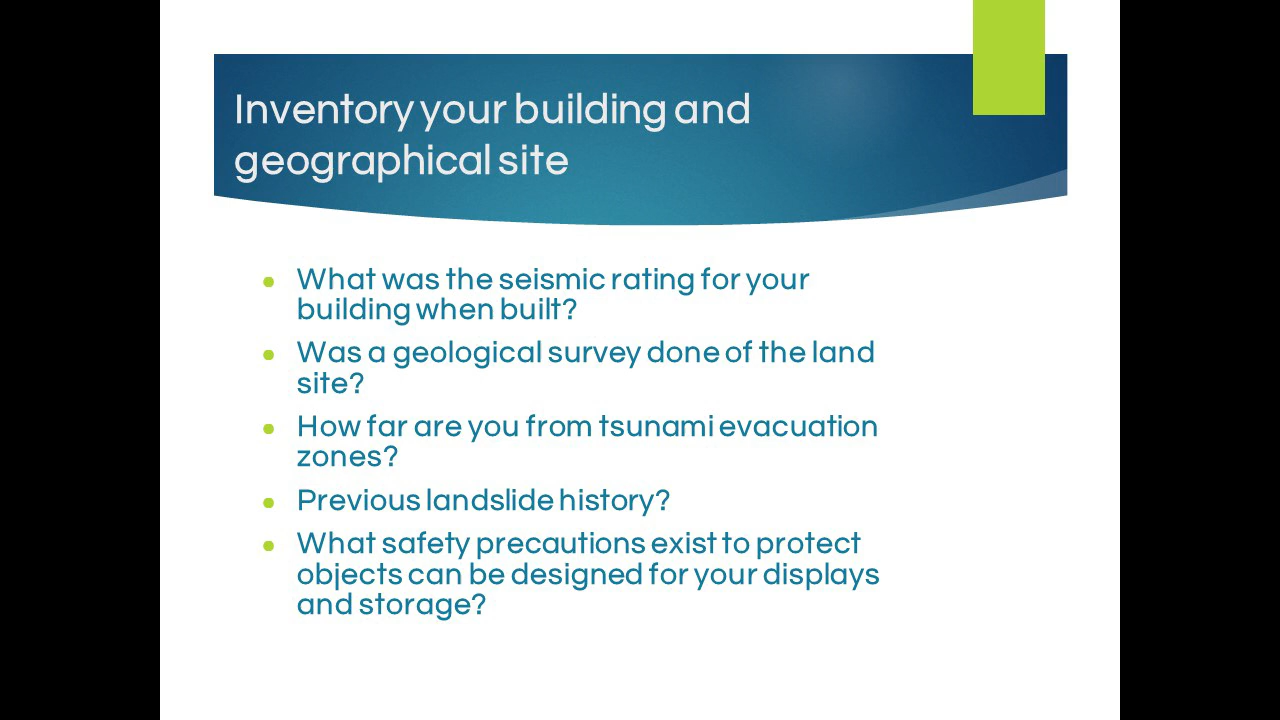 Inventory your building and
geographical site
What was the seismic rating for your
building when built?
Was a geological survey done of the land
site?
How far are you from tsunami evacuation
zones?
Previous landslide history?
What safety precautions exist to protect
objects can be designed for your displays
and storage?